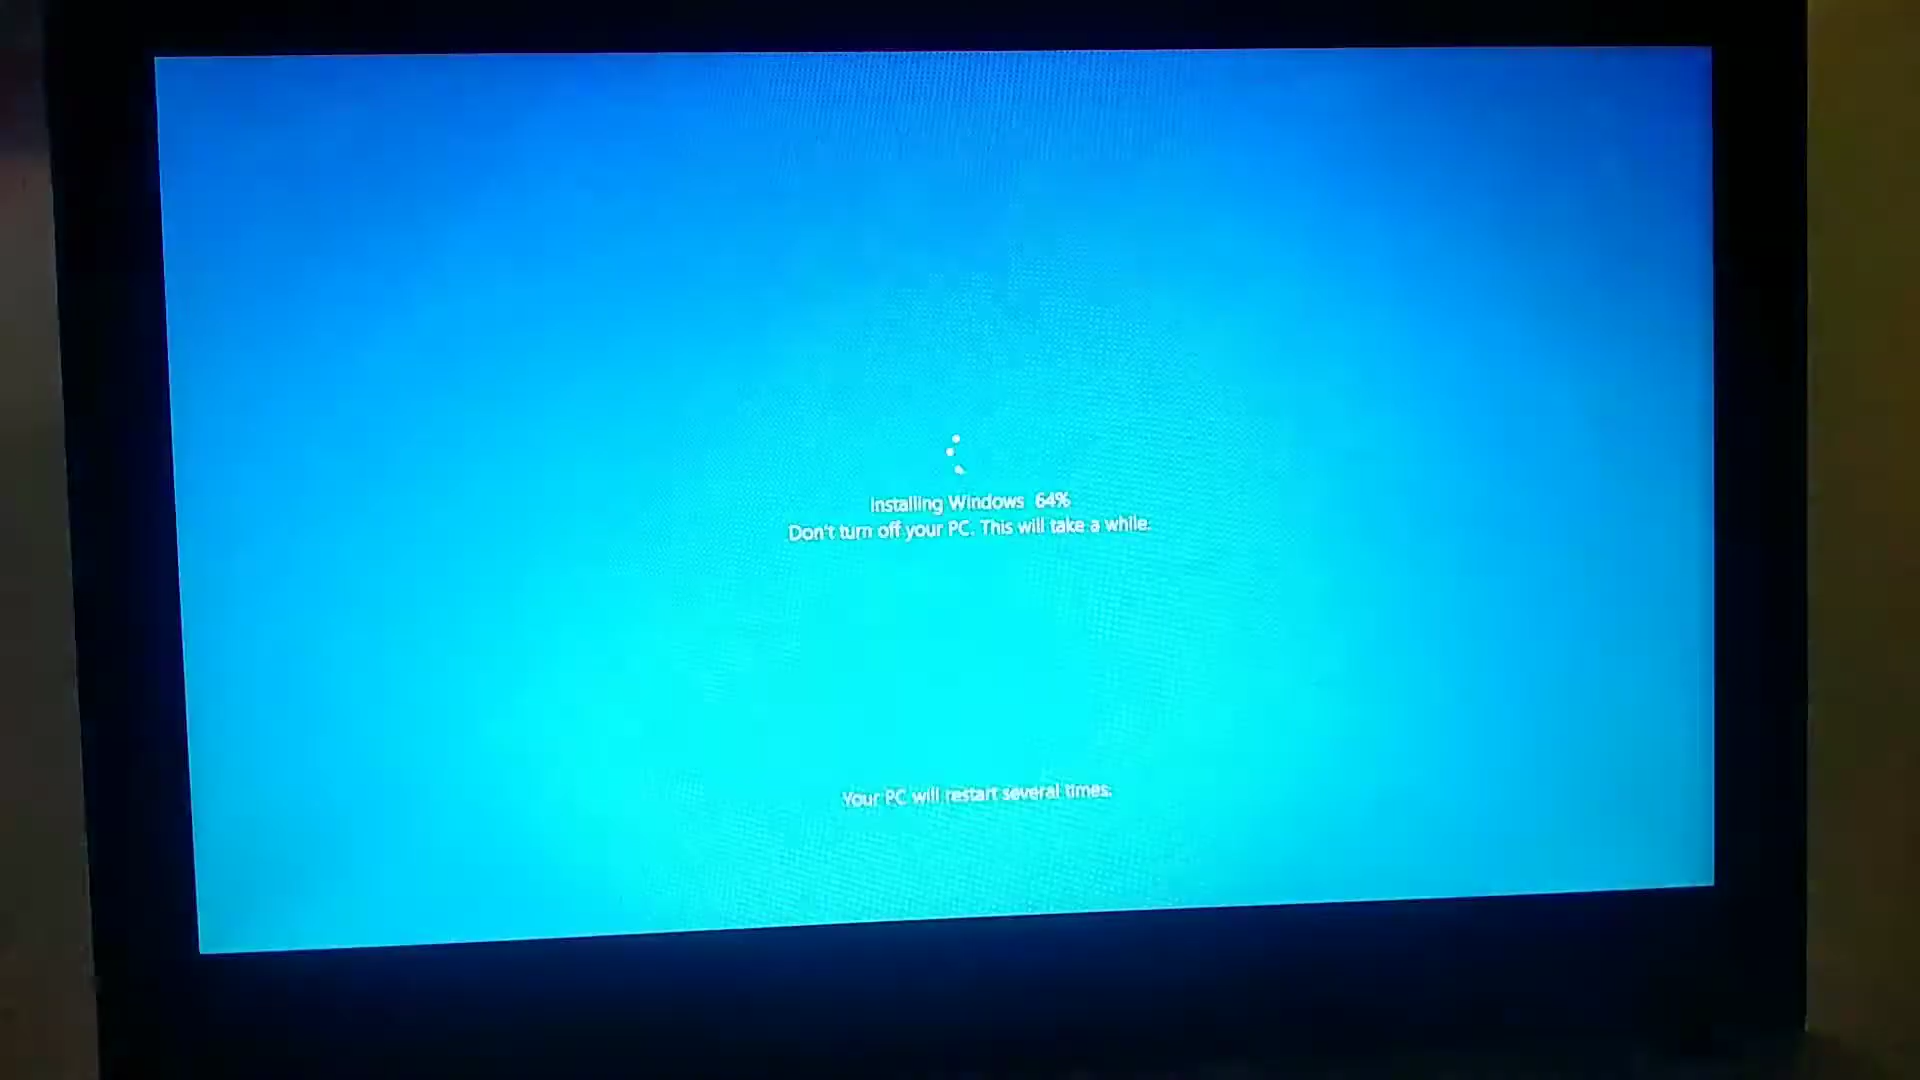 Installing Windows 64%
Don't turn off your PC. This will take a while.
Your PC will restart several times.